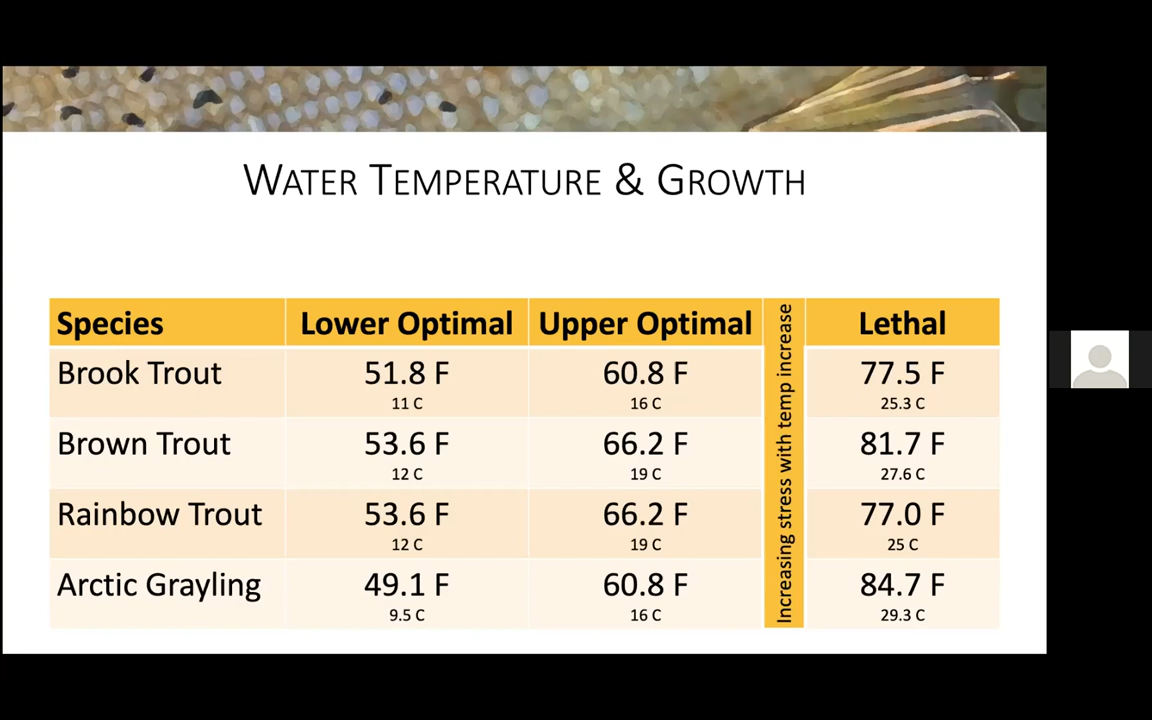 WATER TEMPERATURE & GROWTH
Species Lower Optimal Upper Optimal Increasing stress with temp increase Lethal
Brook Trout 51.8 F 60.8 F 77.5 F
11 C 16 C 25.3 C
Brown Trout 53.6 F 66.2 F 81.7 F
12 C 19 C 27.6 C
Rainbow Trout 53.6 F 66.2 F 77.0 F
12 C 19 C 25 C
Arctic Grayling 49.1 F 60.8 F 84.7 F
9.5 C 16 C 29.3 C